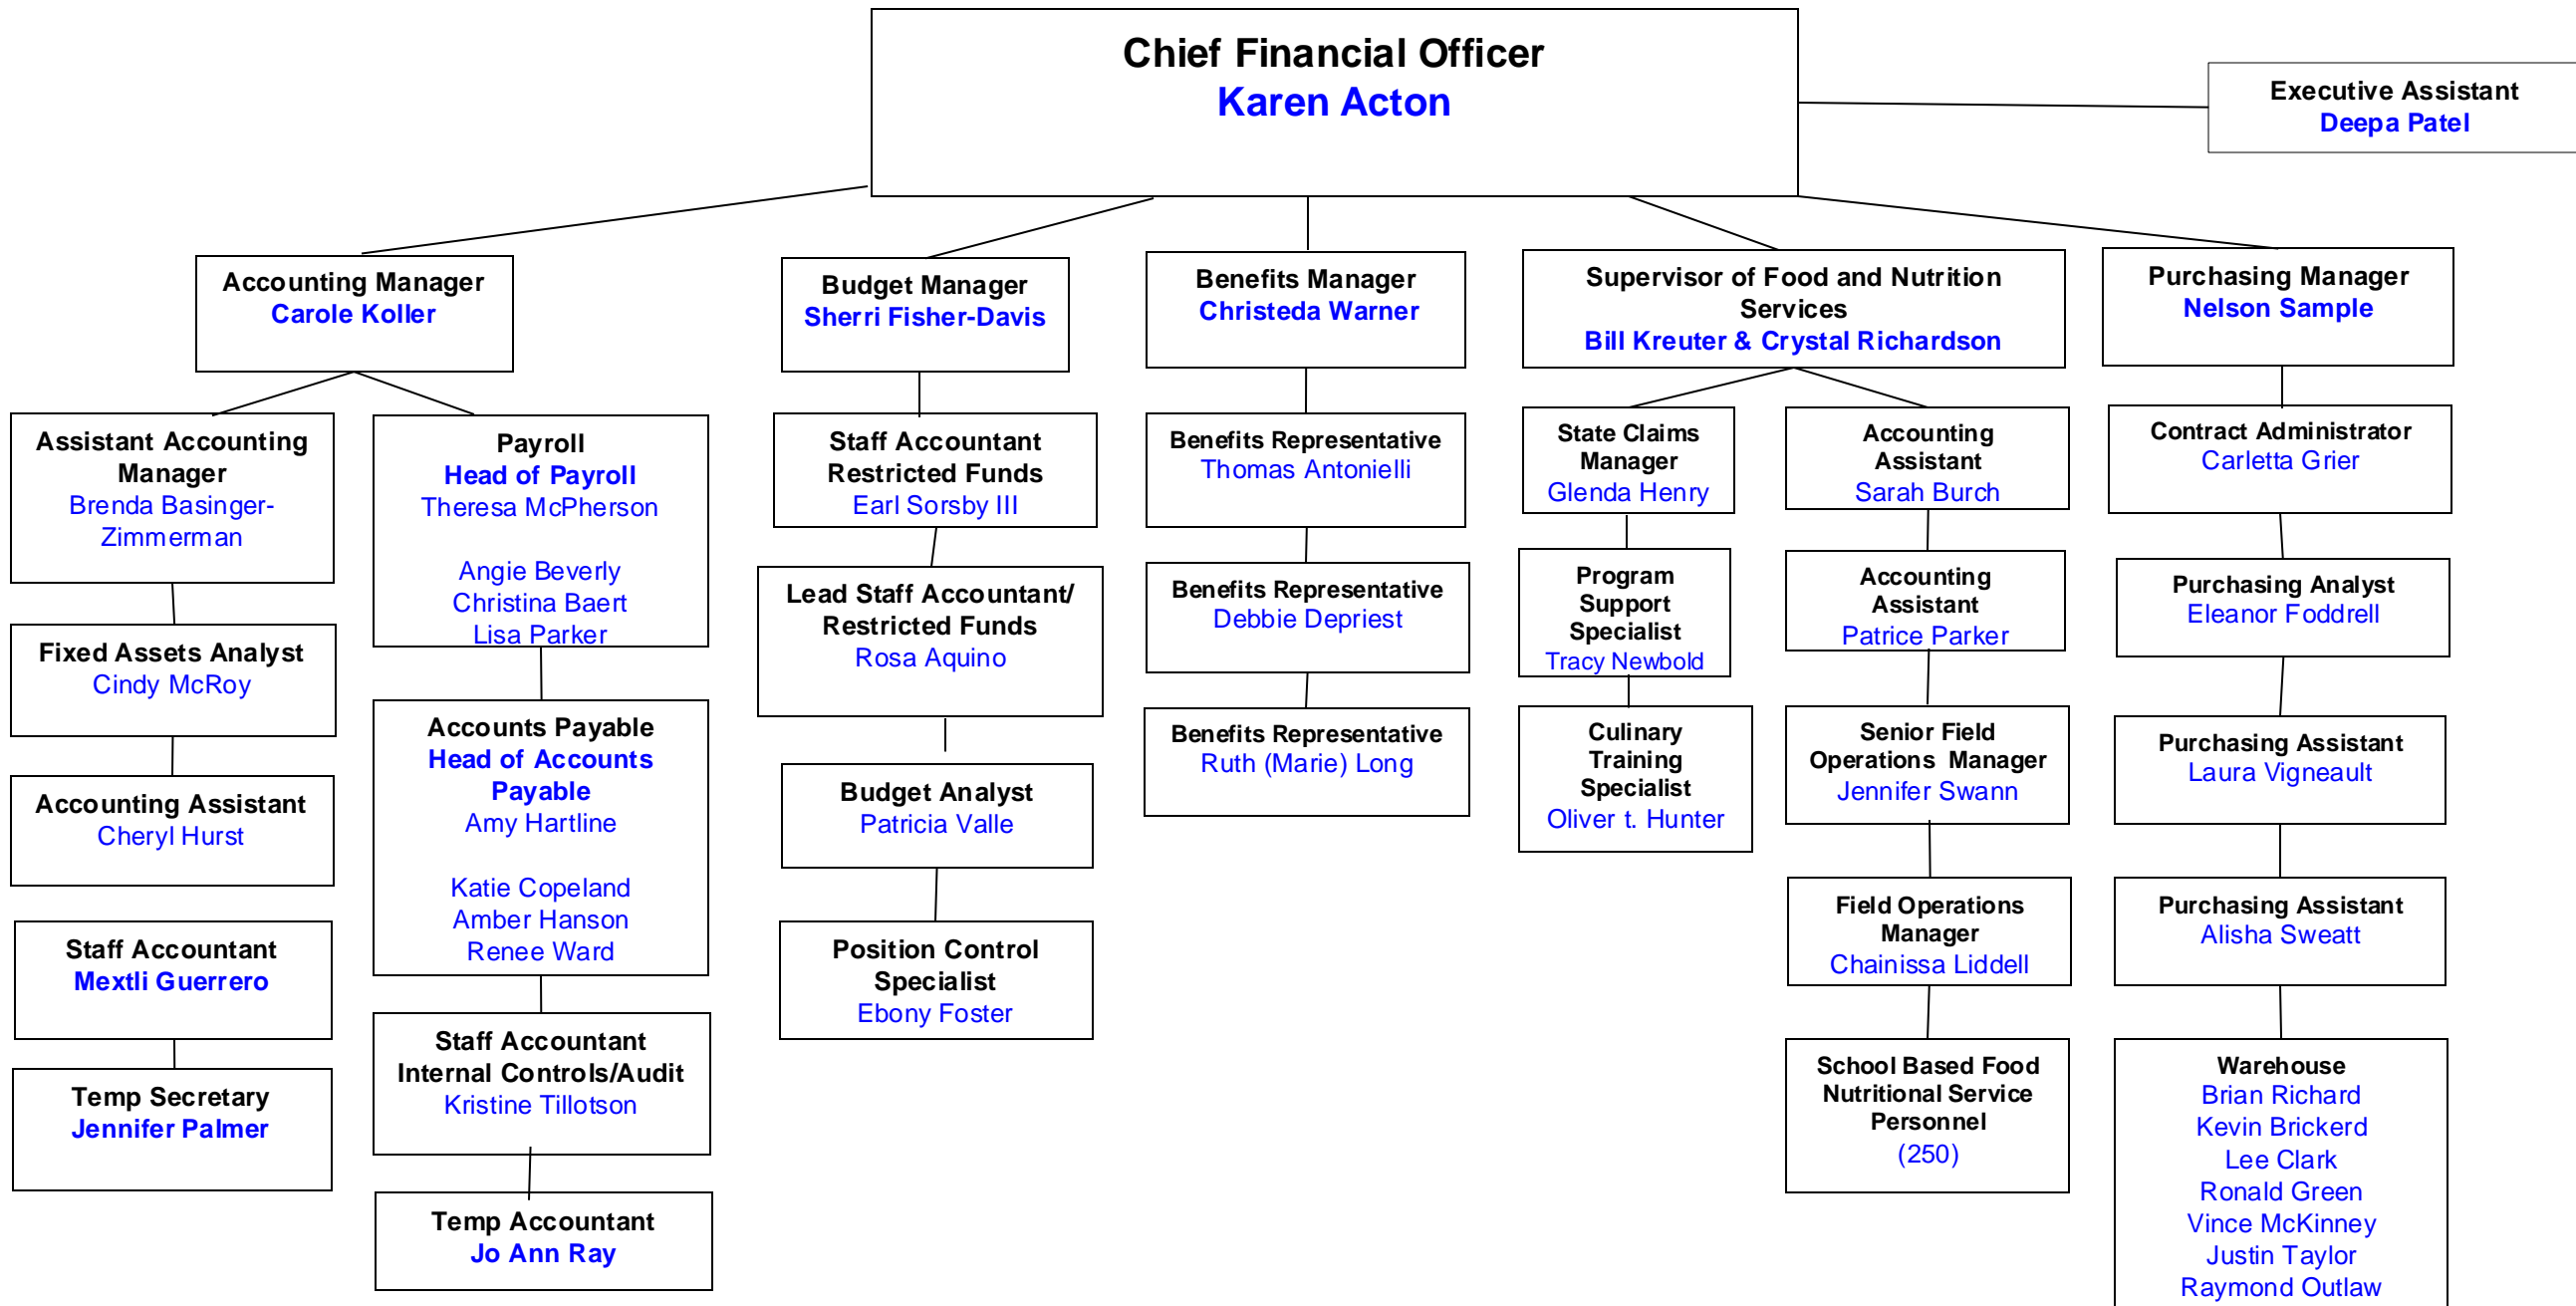 Chief Financial Officer
Karen Acton
Executive Assistant
Deepa Patel
Accounting Manager
Carole Koller
Budget Manager
Sherri Fisher-Davis
Benefits Manager
Christeda Warner
Supervisor of Food and Nutrition
Services
Bill Kreuter & Crystal Richardson
Purchasing Manager
Nelson Sample
Assistant Accounting
Manager
Brenda Basinger-
Zimmerman
Fixed Assets Analyst
Cindy McRoy
Accounting Assistant
Cheryl Hurst
Staff Accountant
Mextli Guerrero
Temp Secretary
Jennifer Palmer
Payroll
Head of Payroll
Theresa McPherson
Angie Beverly
Christina Baert
Lisa Parker
Accounts Payable
Head of Accounts
Payable
Amy Hartline
Katie Copeland
Amber Hanson
Renee Ward
Staff Accountant
Internal Controls/Audit
Kristine Tillotson
Temp Accountant
Jo Ann Ray
Staff Accountant
Restricted Funds
Earl Sorsby III
Lead Staff Accountant/
Restricted Funds
Rosa Aquino
Budget Analyst
Patricia Valle
Position Control
Specialist
Ebony Foster
Benefits Representative
Thomas Antonielli
Benefits Representative
Debbie Depriest
Benefits Representative
Ruth (Marie) Long
State Claims
Manager
Glenda Henry
Program
Support
Specialist
Tracy Newbold
Culinary
Training
Specialist
Oliver t. Hunter
Accounting
Assistant
Sarah Burch
Accounting
Assistant
Patrice Parker
Senior Field
Operations Manager
Jennifer Swann
Field Operations
Manager
Chainissa Liddell
School Based Food
Nutritional Service
Personnel
(250)
Contract Administrator
Carletta Grier
Purchasing Analyst
Eleanor Foddrell
Purchasing Assistant
Laura Vigneault
Purchasing Assistant
Alisha Sweatt
Warehouse
Brian Richard
Kevin Brickerd
Lee Clark
Ronald Green
Vince McKinney
Justin Taylor
Raymond Outlaw